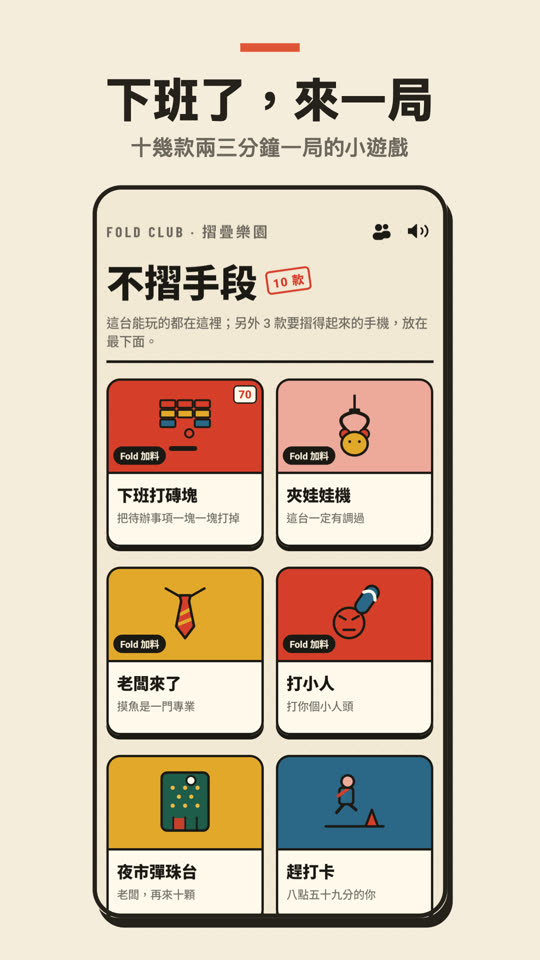 下班了，來一局
十幾款兩三分鐘一局的小遊戲
FOLD CLUB · 摺疊樂園
不摺手段 10 款
這台能玩的都在這裡；另外 3 款要摺得起來的手機，放在
最下面。
70
Fold 加料
下班打磚塊
把待辦事項一塊一塊打掉
Fold 加料
夾娃娃機
這台一定有調過
Fold 加料
老闆來了
摸魚是一門專業
Fold 加料
打小人
打你個小人頭
夜市彈珠台
老闆，再來十顆
趕打卡
八點五十九分的你